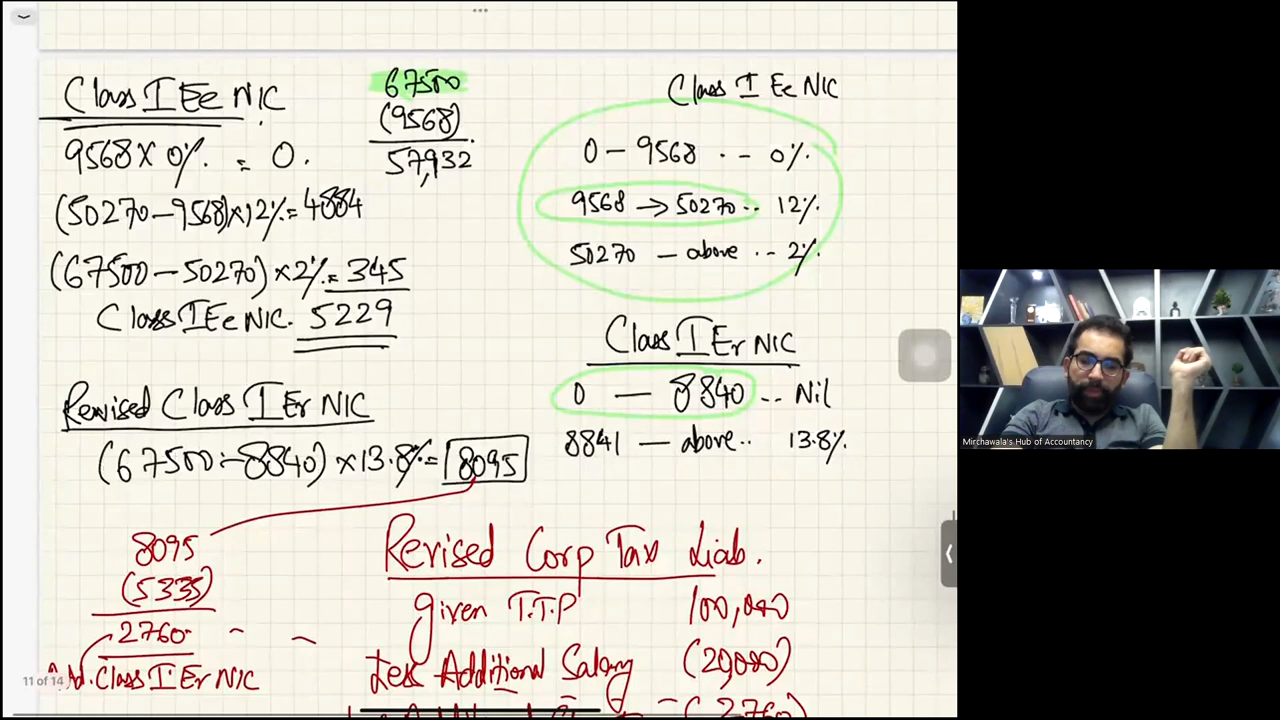 Class I Ee NIC
9568 x 0% = 0.
(50270 – 9568) x 12% = 4884
(67500 – 50270) x 2% = 345
Class I Ee NIC. 5229
67500
(9568)
57,932
Class I Ee NIC
0 – 9568 .. 0%
9568 → 50270 .. 12%
50270 – above .. 2%
Class I Er NIC
0 — 8840 .. Nil
8841 — above .. 13.8%
Revised Class I Er NIC
(67500 – 8840) x 13.8% = 8095
8095
(5335)
2760
Class I Er NIC
Revised Corp Tax Liab.
given T.T.P 100,000
Less Additional Salary (20,000)
(2760)
11 of 14
Mirchawala's Hub of Accountancy